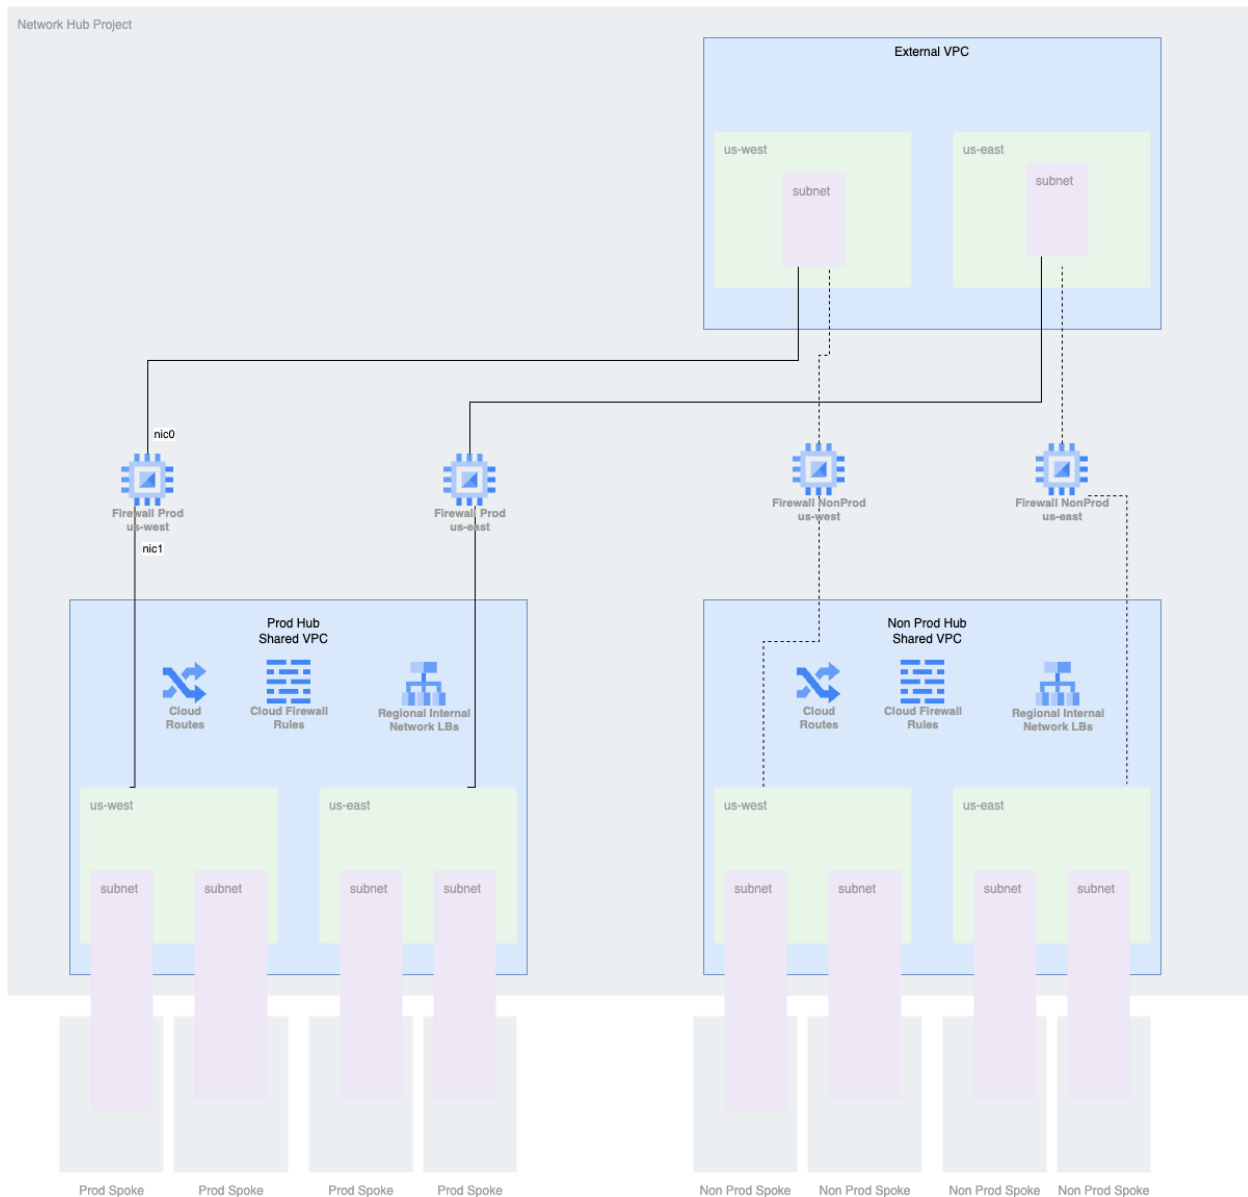 Network Hub Project
External VPC
us-west
us-east
subnet
subnet
nic0
Firewall Prod
us-west
Firewall Prod
us-east
Firewall NonProd
us-west
Firewall NonProd
us-east
nic1
Prod Hub
Shared VPC
Cloud
Routes
Cloud Firewall
Rules
Regional Internal
Network LBs
us-west
us-east
subnet
subnet
subnet
subnet
Non Prod Hub
Shared VPC
Cloud
Routes
Cloud Firewall
Rules
Regional Internal
Network LBs
us-west
us-east
subnet
subnet
subnet
subnet
Prod Spoke
Prod Spoke
Prod Spoke
Prod Spoke
Non Prod Spoke
Non Prod Spoke
Non Prod Spoke
Non Prod Spoke